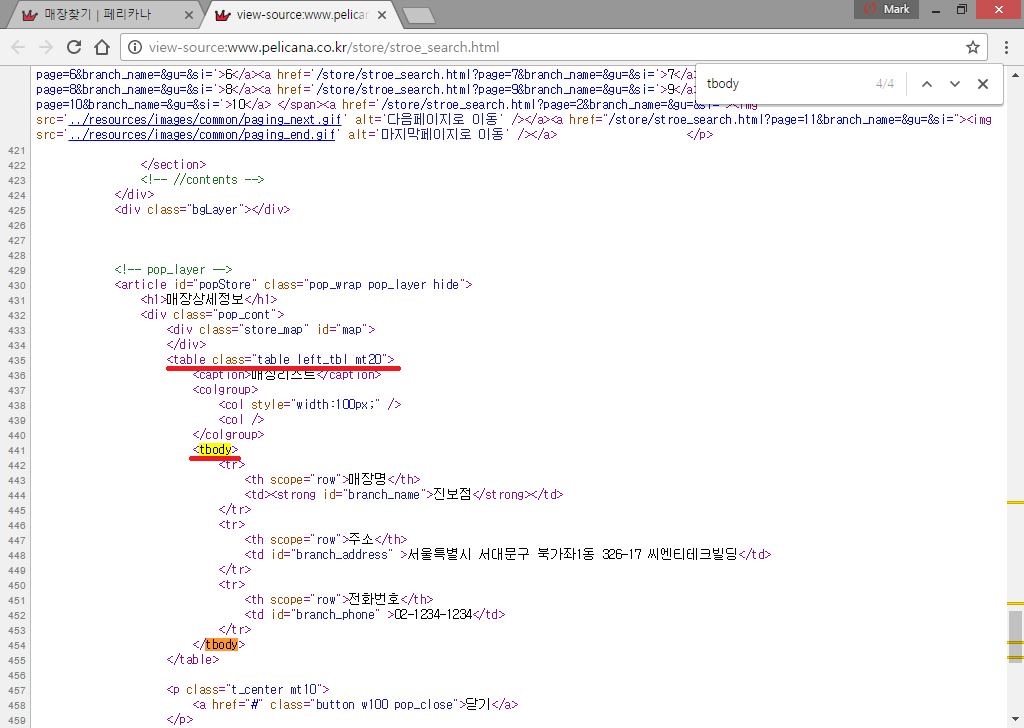 매장찾기 | 페리카나
view-source:www.pelican
Mark
view-source:www.pelicana.co.kr/store/stroe_search.html
tbody 4/4
page=6&branch_name=&gu=&si='>6</a><a href='/store/stroe_search.html?page=7&branch_name=&gu=&si='>7</a
page=8&branch_name=&gu=&si='>8</a><a href='/store/stroe_search.html?page=9&branch_name=&gu=&si='>9</a
page=10&branch_name=&gu=&si='>10</a> </span><a href='/store/stroe_search.html?page=2&branch_name=&gu=&si='><img
src='../resources/images/common/paging_next.gif' alt='다음페이지로 이동' /></a><a href="/store/stroe_search.html?page=11&branch_name=&gu=&si="><img
src='../resources/images/common/paging_end.gif' alt='마지막페이지로 이동' /></a> </p>
421
422 </section>
423 <!-- //contents -->
424 </div>
425 <div class="bgLayer"></div>
426
427
428
429 <!-- pop_layer -->
430 <article id="popStore" class="pop_wrap pop_layer hide">
431 <h1>매장상세정보</h1>
432 <div class="pop_cont">
433 <div class="store_map" id="map">
434 </div>
435 <table class="table left_tbl mt20">
436 <caption>매장리스트</caption>
437 <colgroup>
438 <col style="width:100px;" />
439 <col />
440 </colgroup>
441 <tbody>
442 <tr>
443 <th scope="row">매장명</th>
444 <td><strong id="branch_name">진보점</strong></td>
445 </tr>
446 <tr>
447 <th scope="row">주소</th>
448 <td id="branch_address" >서울특별시 서대문구 북가좌1동 326-17 씨엔티테크빌딩</td>
449 </tr>
450 <tr>
451 <th scope="row">전화번호</th>
452 <td id="branch_phone" >02-1234-1234</td>
453 </tr>
454 </tbody>
455 </table>
456
457 <p class="t_center mt10">
458 <a href="#" class="button w100 pop_close">닫기</a>
459 </p>